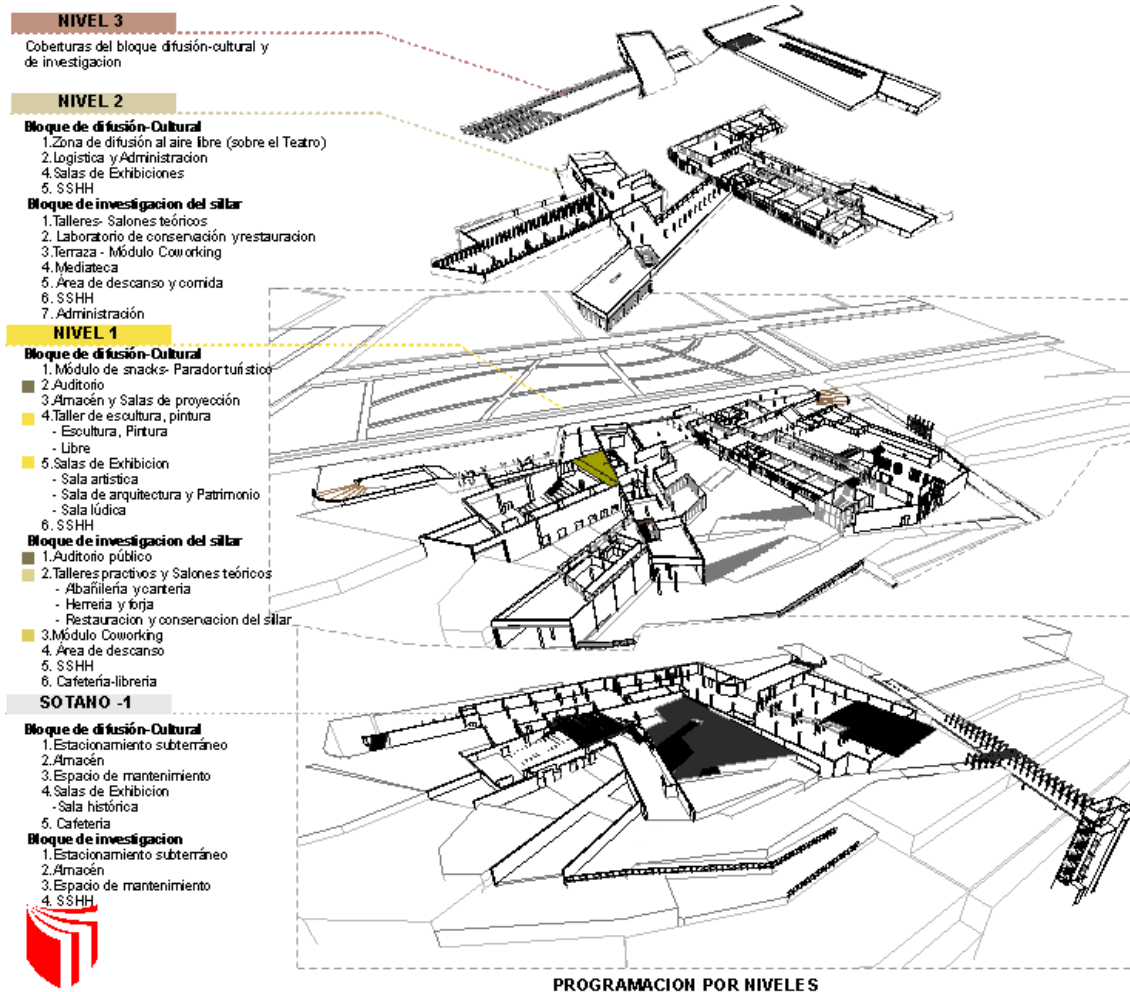 NIVEL 3
Coberturas del bloque difusión-cultural y
de investigacion
NIVEL 2
Bloque de difusión-Cultural
1.Zona de difusión al aire libre (sobre el Teatro)
2.Logistica y Administracion
4.Salas de Exhibiciones
5. SSHH
Bloque de investigacion del sillar
1.Talleres- Salones teóricos
2. Laboratorio de conservación y restauracion
3.Terraza - Módulo Coworking
4.Mediateca
5. Area de descanso y comida
6. SSHH
7. Administración
NIVEL 1
Bloque de difusión-Cultural
1. Módulo de snacks- Parador turístico
2.Auditorio
3.Almacén y Salas de proyección
4.Taller de escultura, pintura
- Escultura, Pintura
- Libre
5.Salas de Exhibicion
- Sala artistica
- Sala de arquitectura y Patrimonio
- Sala lúdica
6. SSHH
Bloque de investigacion del sillar
1.Auditorio público
2.Talleres practivos y Salones teóricos
- Abañileria y canteria
- Herreria y forja
- Restauracion y conservacion del sillar
3.Módulo Coworking
4. Area de descanso
5. SSHH
6. Cafetería-libreria
SOTANO -1
Bloque de difusión-Cultural
1.Estacionamiento subterráneo
2.Almacén
3.Espacio de mantenimiento
4.Salas de Exhibicion
-Sala histórica
5. Cafeteria
Bloque de investigacion
1.Estacionamiento subterráneo
2.Almacén
3.Espacio de mantenimiento
4. SSHH
PROGRAMACION POR NIVELES